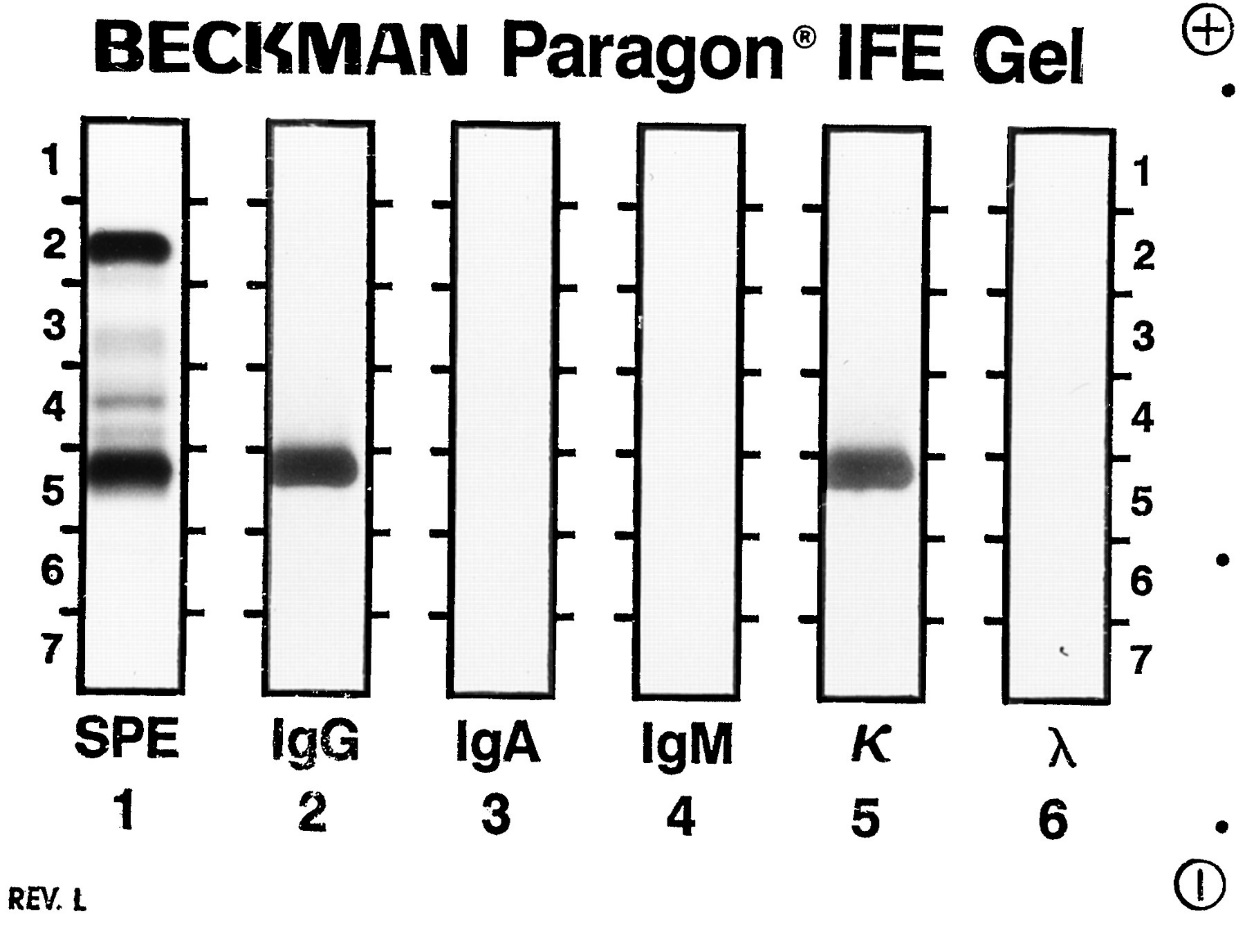 BECKMAN Paragon® IFE Gel
+
1 1
2 2
3 3
4 4
5 5
6 6
7 7
SPE IgG IgA IgM K λ
1 2 3 4 5 6
REV. L